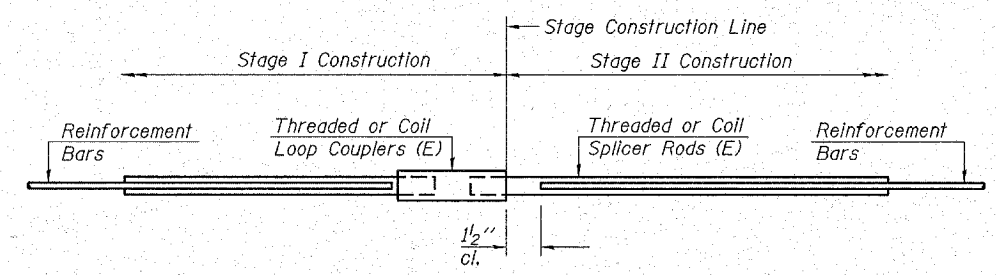 Stage Construction Line
Stage I Construction
Stage II Construction
Reinforcement
Bars
Threaded or Coil
Loop Couplers (E)
Threaded or Coil
Splicer Rods (E)
Reinforcement
Bars
1½"
cl.